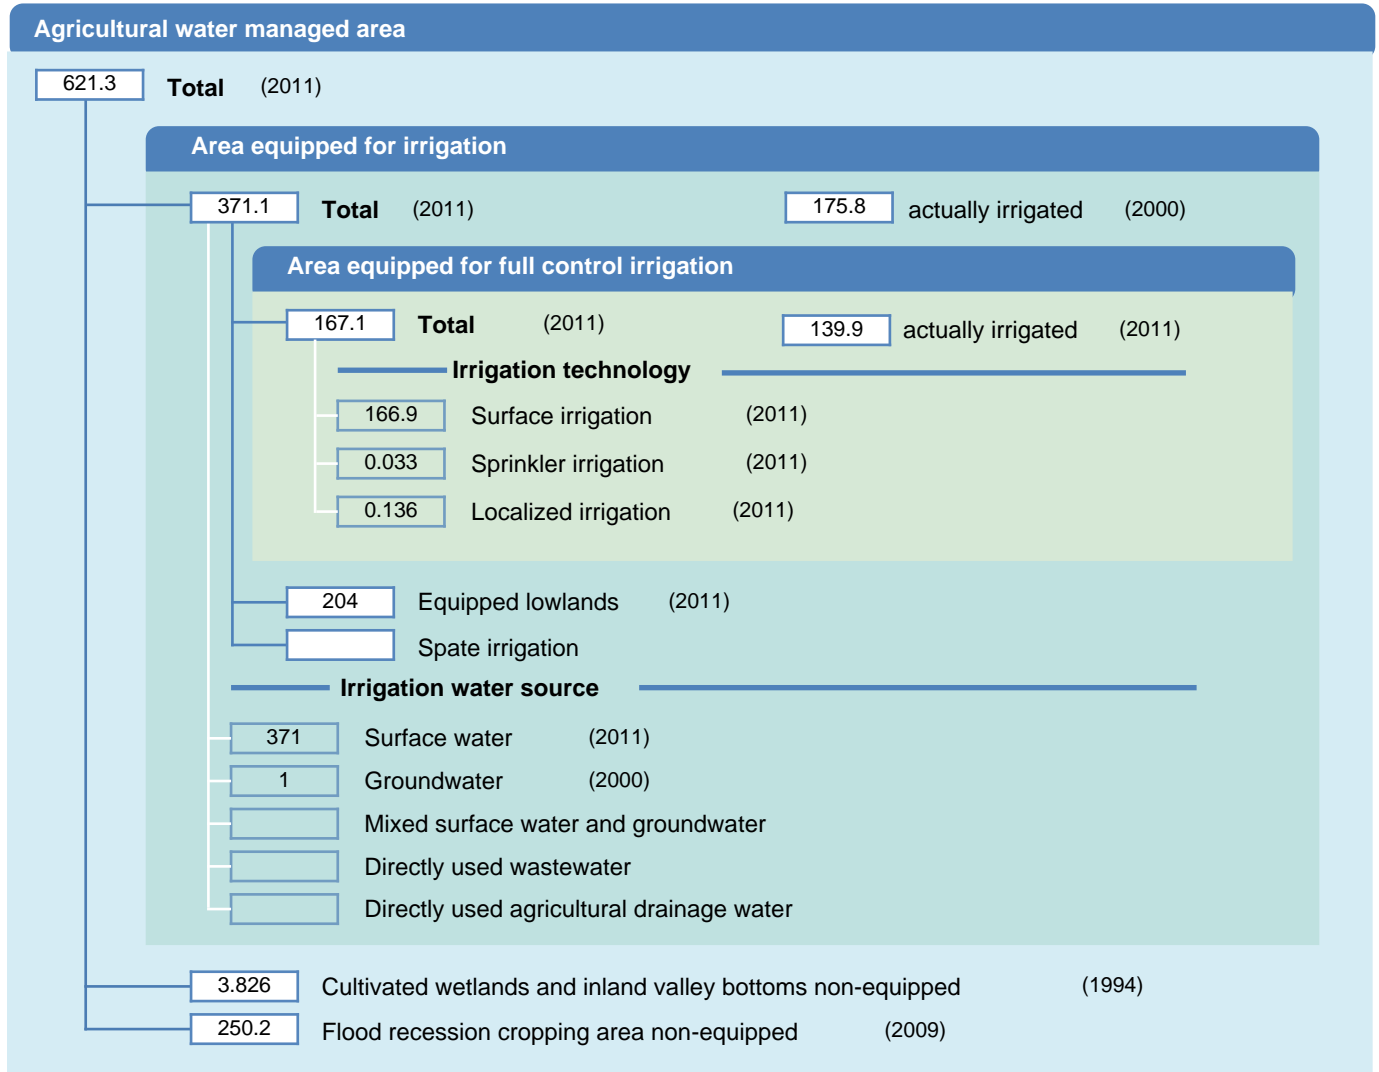 Agricultural water managed area
621.3 Total (2011)
Area equipped for irrigation
371.1 Total (2011) 175.8 actually irrigated (2000)
Area equipped for full control irrigation
167.1 Total (2011) 139.9 actually irrigated (2011)
Irrigation technology
166.9 Surface irrigation (2011)
0.033 Sprinkler irrigation (2011)
0.136 Localized irrigation (2011)
204 Equipped lowlands (2011)
Spate irrigation
Irrigation water source
371 Surface water (2011)
1 Groundwater (2000)
Mixed surface water and groundwater
Directly used wastewater
Directly used agricultural drainage water
3.826 Cultivated wetlands and inland valley bottoms non-equipped (1994)
250.2 Flood recession cropping area non-equipped (2009)